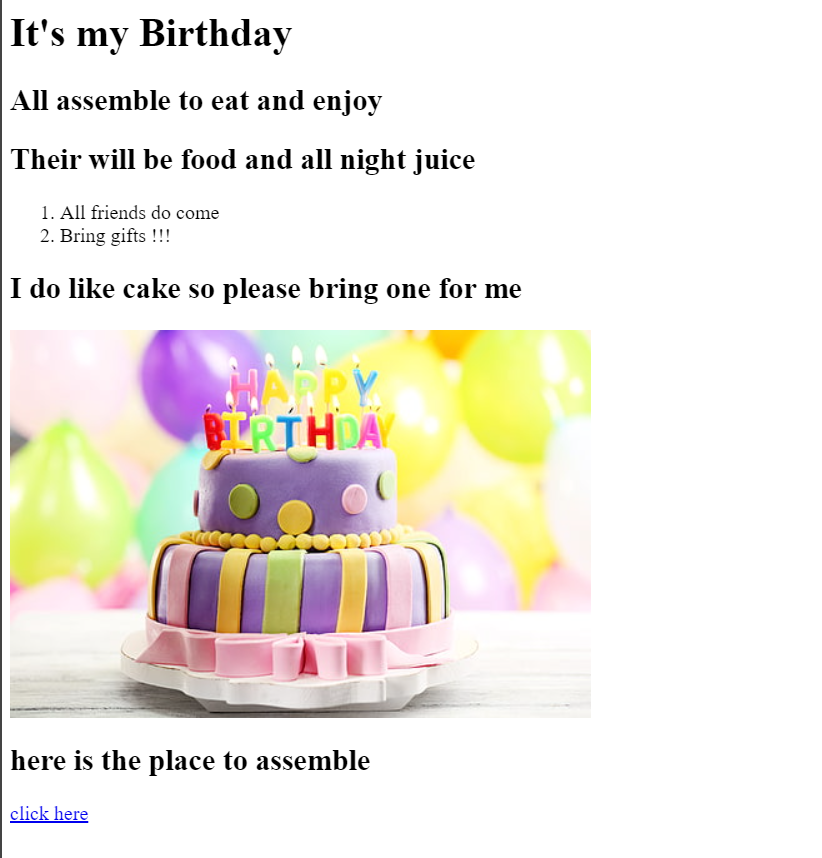 It's my Birthday
All assemble to eat and enjoy
Their will be food and all night juice
1. All friends do come
2. Bring gifts !!!
I do like cake so please bring one for me
HAPPY
BIRTHDAY
here is the place to assemble
click here